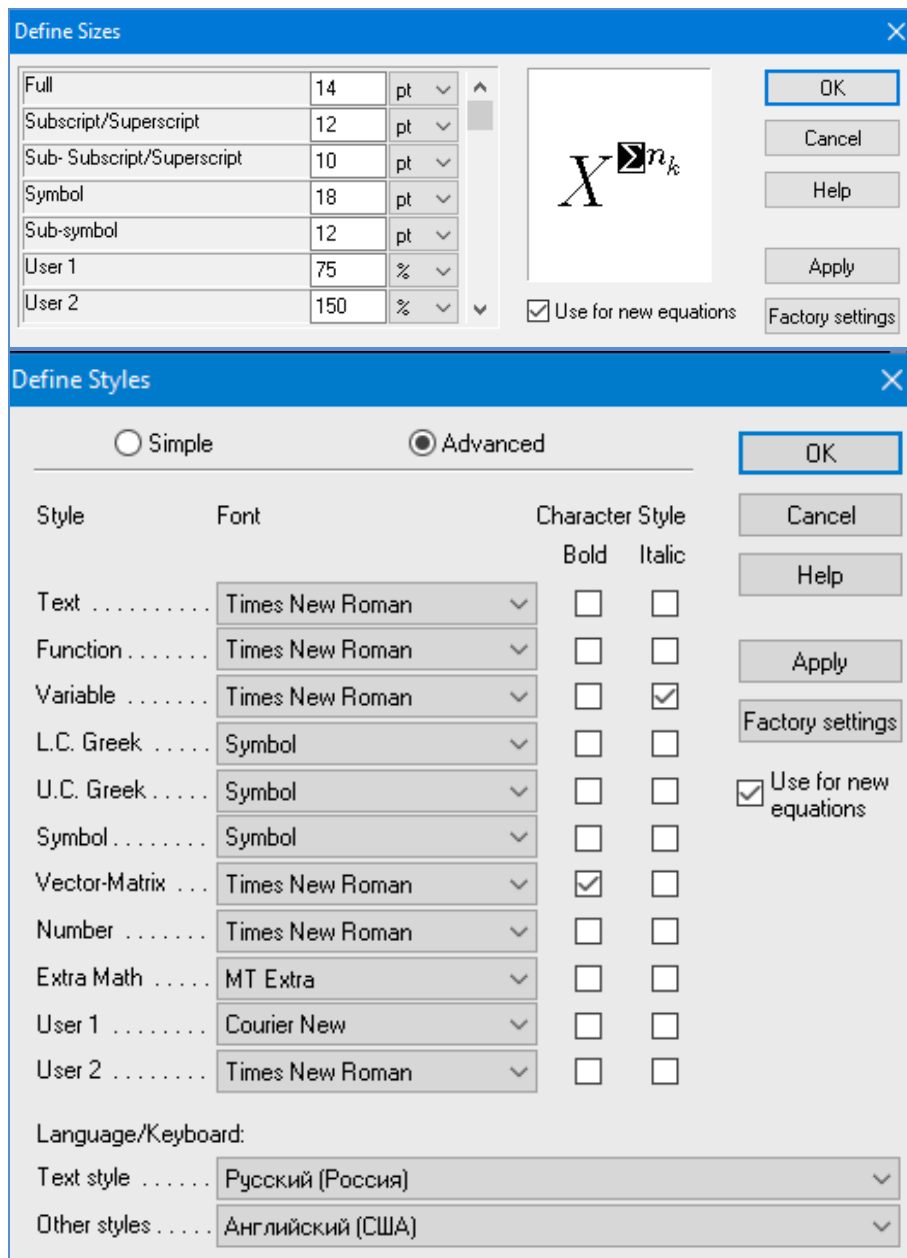 Define Sizes
Full 14 pt
Subscript/Superscript 12 pt
Sub- Subscript/Superscript 10 pt
Symbol 18 pt
Sub-symbol 12 pt
User 1 75 %
User 2 150 %
X Σ n k
Use for new equations
OK
Cancel
Help
Apply
Factory settings
Define Styles
Simple Advanced
Style Font Character Style
Bold Italic
Text .......... Times New Roman
Function ....... Times New Roman
Variable ....... Times New Roman
L.C. Greek ..... Symbol
U.C. Greek ..... Symbol
Symbol ........ Symbol
Vector-Matrix ... Times New Roman
Number ....... Times New Roman
Extra Math ..... MT Extra
User 1 ........ Courier New
User 2 ........ Times New Roman
Language/Keyboard:
Text style ...... Русский (Россия)
Other styles ..... Английский (США)
OK
Cancel
Help
Apply
Factory settings
Use for new
equations